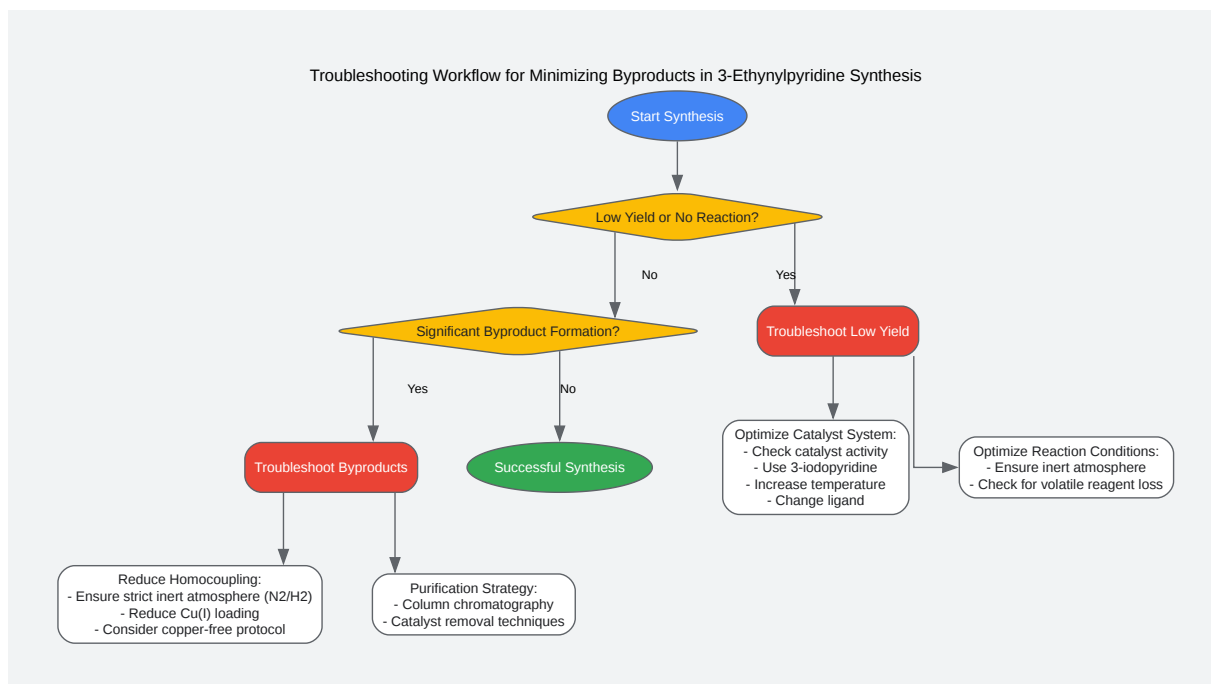 Troubleshooting Workflow for Minimizing Byproducts in 3-Ethynylpyridine Synthesis
Start Synthesis
Low Yield or No Reaction?
No
Yes
Significant Byproduct Formation?
Troubleshoot Low Yield
Yes
No
Optimize Catalyst System:
- Check catalyst activity
- Use 3-iodopyridine
- Increase temperature
- Change ligand
Optimize Reaction Conditions:
- Ensure inert atmosphere
- Check for volatile reagent loss
Troubleshoot Byproducts
Successful Synthesis
Reduce Homocoupling:
- Ensure strict inert atmosphere (N2/H2)
- Reduce Cu(I) loading
- Consider copper-free protocol
Purification Strategy:
- Column chromatography
- Catalyst removal techniques